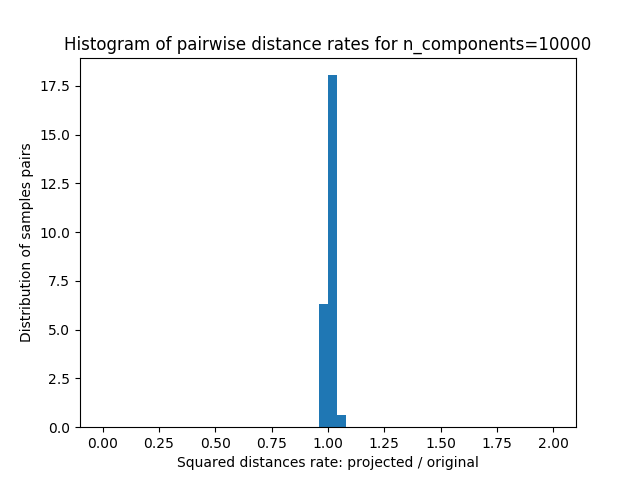 Histogram of pairwise distance rates for n_components=10000
Distribution of samples pairs
17.5
15.0
12.5
10.0
7.5
5.0
2.5
0.0
0.00 0.25 0.50 0.75 1.00 1.25 1.50 1.75 2.00
Squared distances rate: projected / original